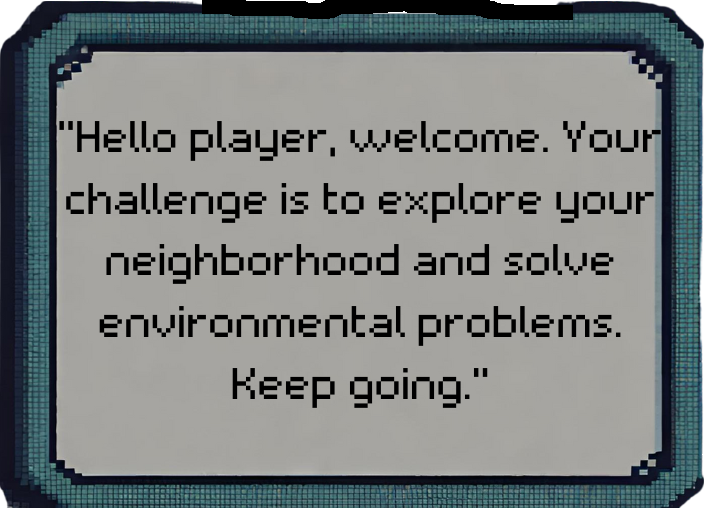 "Hello player, welcome. Your
challenge is to explore your
neighborhood and solve
environmental problems.
Keep going."